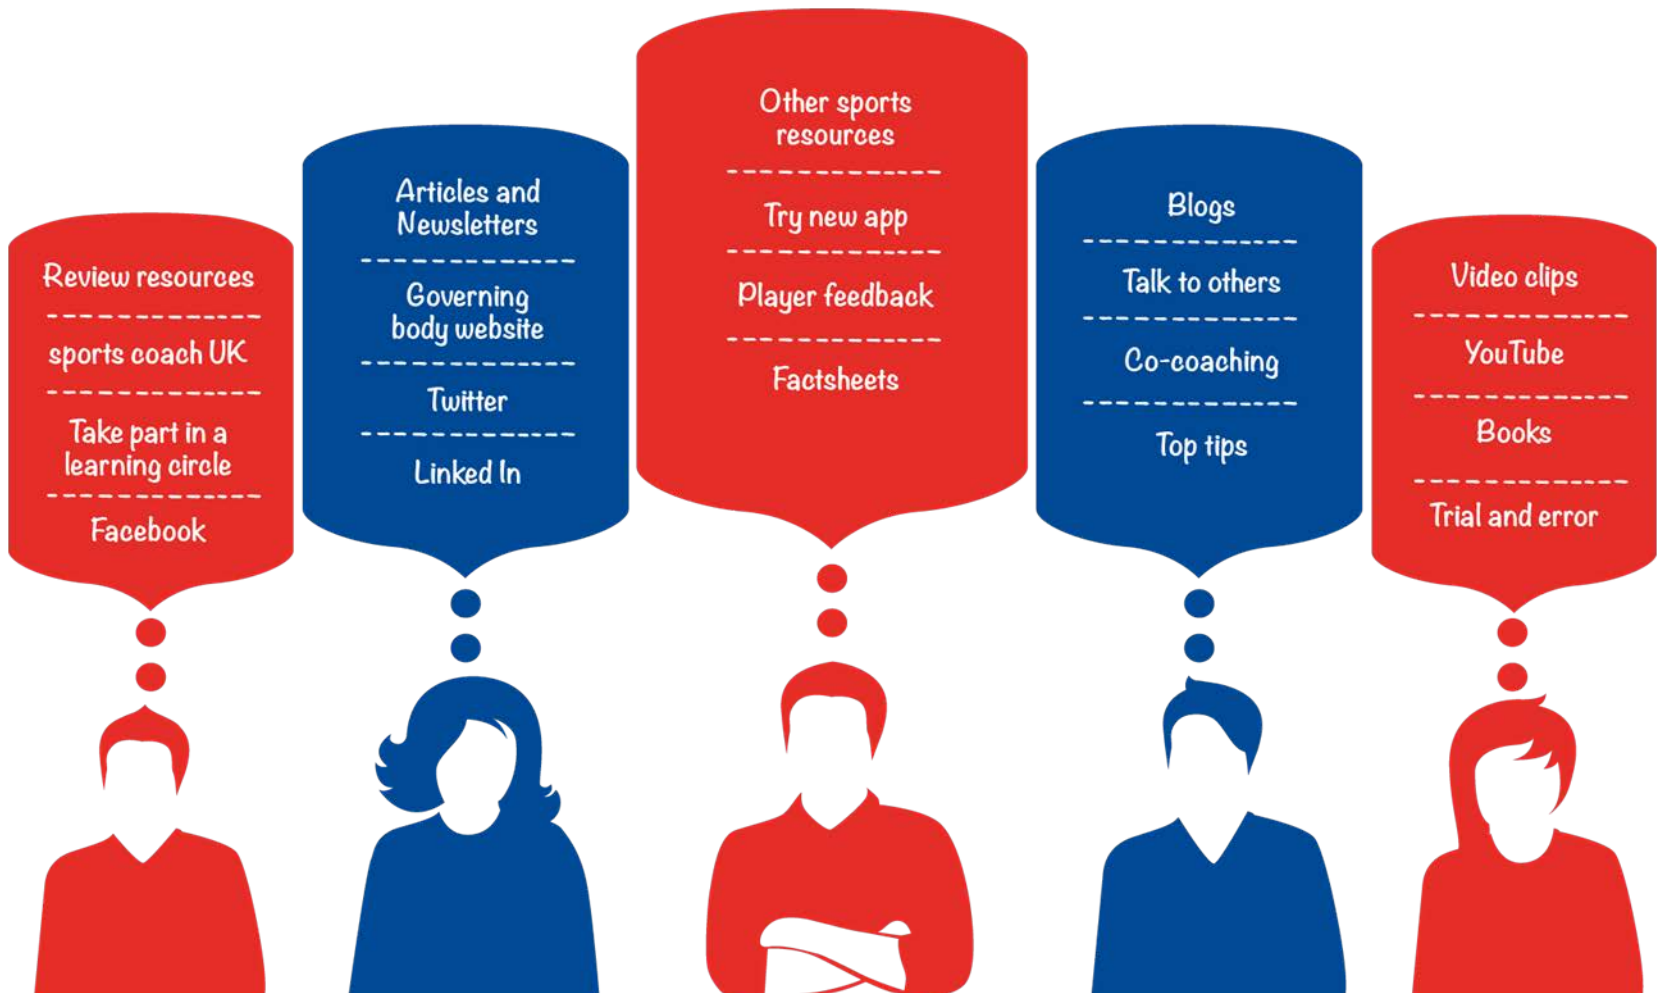 Review resources
sports coach UK
Take part in a
learning circle
Facebook
Articles and
Newsletters
Governing
body website
Twitter
Linked In
Other sports
resources
Try new app
Player feedback
Factsheets
Blogs
Talk to others
Co-coaching
Top tips
Video clips
YouTube
Books
Trial and error